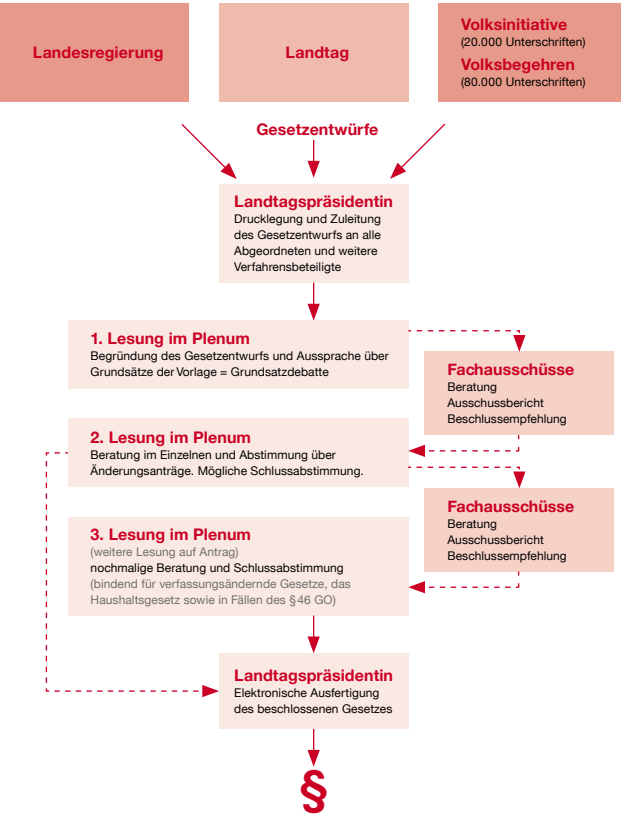 Landesregierung
Landtag
Volksinitiative
(20.000 Unterschriften)
Volksbegehren
(80.000 Unterschriften)
Gesetzentwürfe
Landtagspräsidentin
Drucklegung und Zuleitung
des Gesetzentwurfs an alle
Abgeordneten und weitere
Verfahrensbeteiligte
1. Lesung im Plenum
Begründung des Gesetzentwurfs und Aussprache über
Grundsätze der Vorlage = Grundsatzdebatte
Fachausschüsse
Beratung
Ausschussbericht
Beschlussempfehlung
2. Lesung im Plenum
Beratung im Einzelnen und Abstimmung über
Änderungsanträge. Mögliche Schlussabstimmung.
Fachausschüsse
Beratung
Ausschussbericht
Beschlussempfehlung
3. Lesung im Plenum
(weitere Lesung auf Antrag)
nochmalige Beratung und Schlussabstimmung
(bindend für verfassungsändernde Gesetze, das
Haushaltsgesetz sowie in Fällen des §46 GO)
Landtagspräsidentin
Elektronische Ausfertigung
des beschlossenen Gesetzes
§